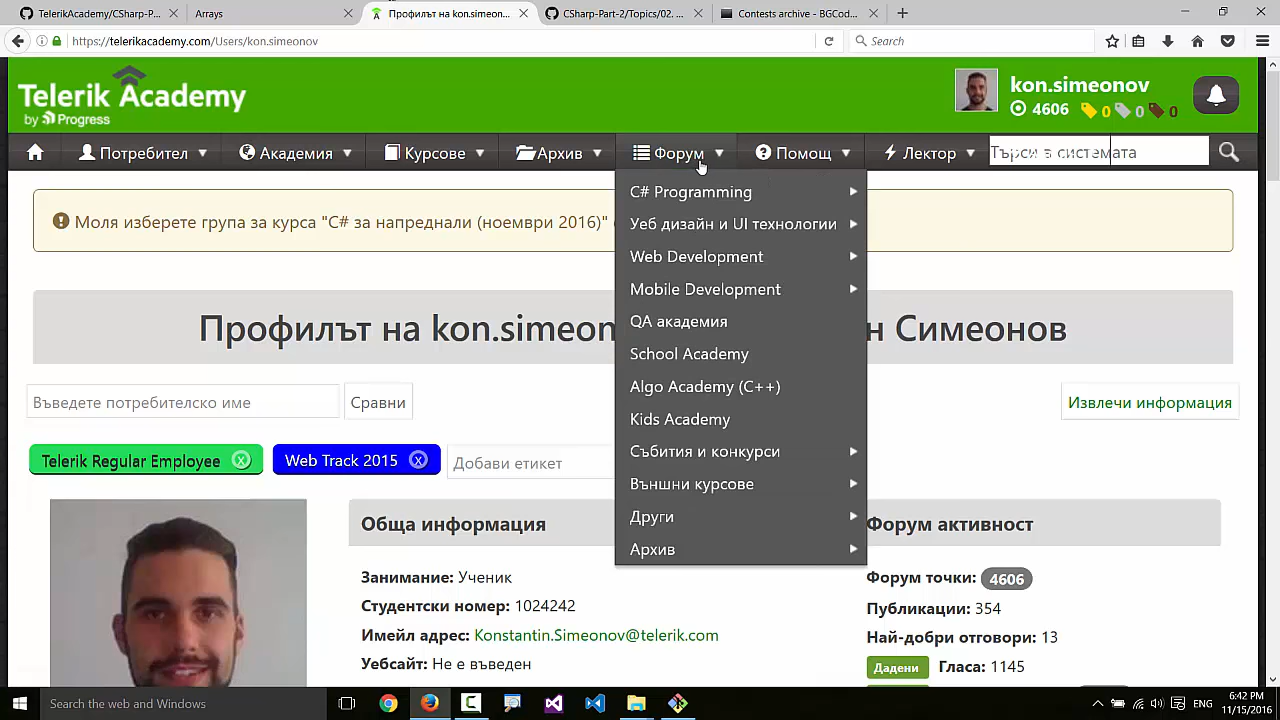 TelerikAcademy/CSharp-P...
Arrays
Профилът на kon.simeon...
CSharp-Part-2/Topics/02. ...
Contests archive - BGCod...
https://telerikacademy.com/Users/kon.simeonov
Search
Telerik Academy
by Progress
kon.simeonov
4606 0 0 0
Потребител
Академия
Курсове
Архив
Форум
Помощ
Лектор
Търси в системата
Моля изберете група за курса "C# за напреднали (ноември 2016)"
C# Programming
Уеб дизайн и UI технологии
Web Development
Mobile Development
QA академия
School Academy
Algo Academy (C++)
Kids Academy
Събития и конкурси
Външни курсове
Други
Архив
Профилът на kon.simeon
н Симеонов
Въведете потребителско име
Сравни
Извлечи информация
Telerik Regular Employee
Web Track 2015
Добави етикет
Обща информация
Занимание: Ученик
Студентски номер: 1024242
Имейл адрес: Konstantin.Simeonov@telerik.com
Уебсайт: Не е въведен
Форум активност
Форум точки: 4606
Публикации: 354
Най-добри отговори: 13
Дадени Гласа: 1145
Search the web and Windows
ENG
6:42 PM
11/15/2016